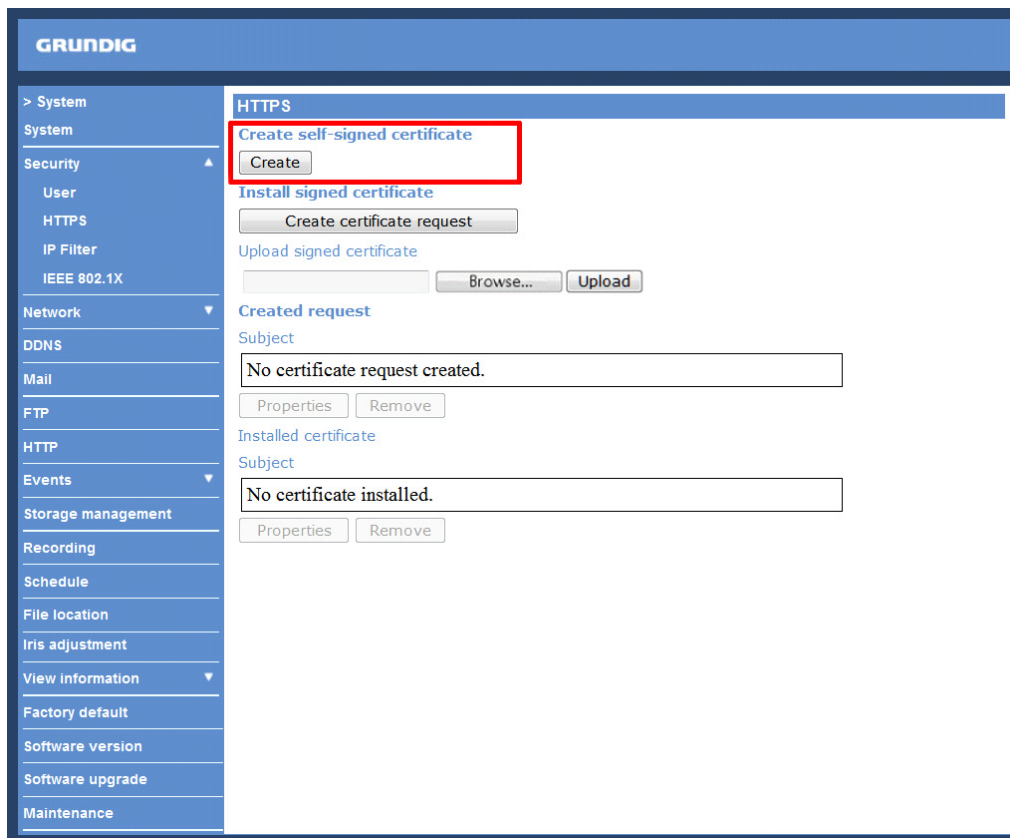 GRUNDIG
> System
System
Security
User
HTTPS
IP Filter
IEEE 802.1X
Network
DDNS
Mail
FTP
HTTP
Events
Storage management
Recording
Schedule
File location
Iris adjustment
View information
Factory default
Software version
Software upgrade
Maintenance
HTTPS
Create self-signed certificate
Create
Install signed certificate
Create certificate request
Upload signed certificate
Browse... Upload
Created request
Subject
No certificate request created.
Properties Remove
Installed certificate
Subject
No certificate installed.
Properties Remove